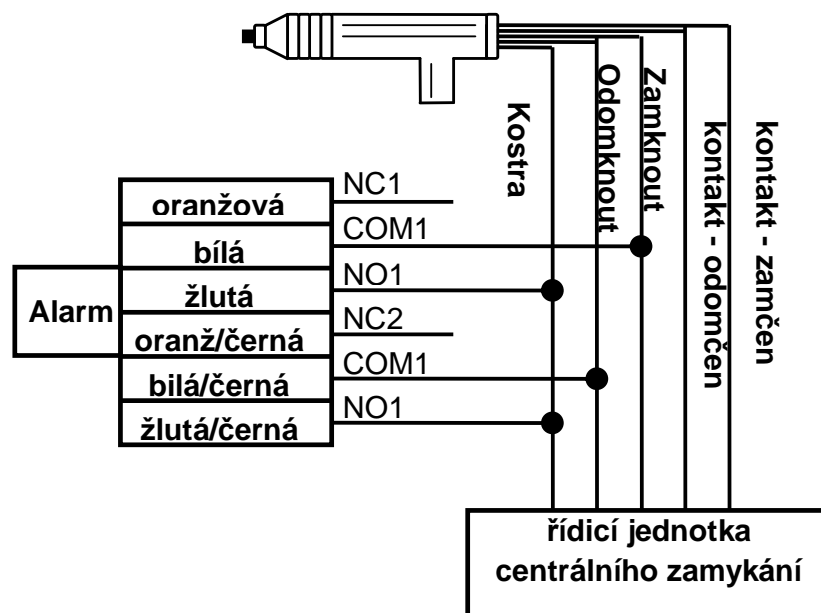 Kostra
Odomknout
Zamknout
kontakt - odomčen
kontakt - zamčen
Alarm
oranžová
NC1
bílá
COM1
žlutá
NO1
oranž/černá
NC2
bilá/černá
COM1
žlutá/černá
NO1
řídicí jednotka
centrálního zamykání